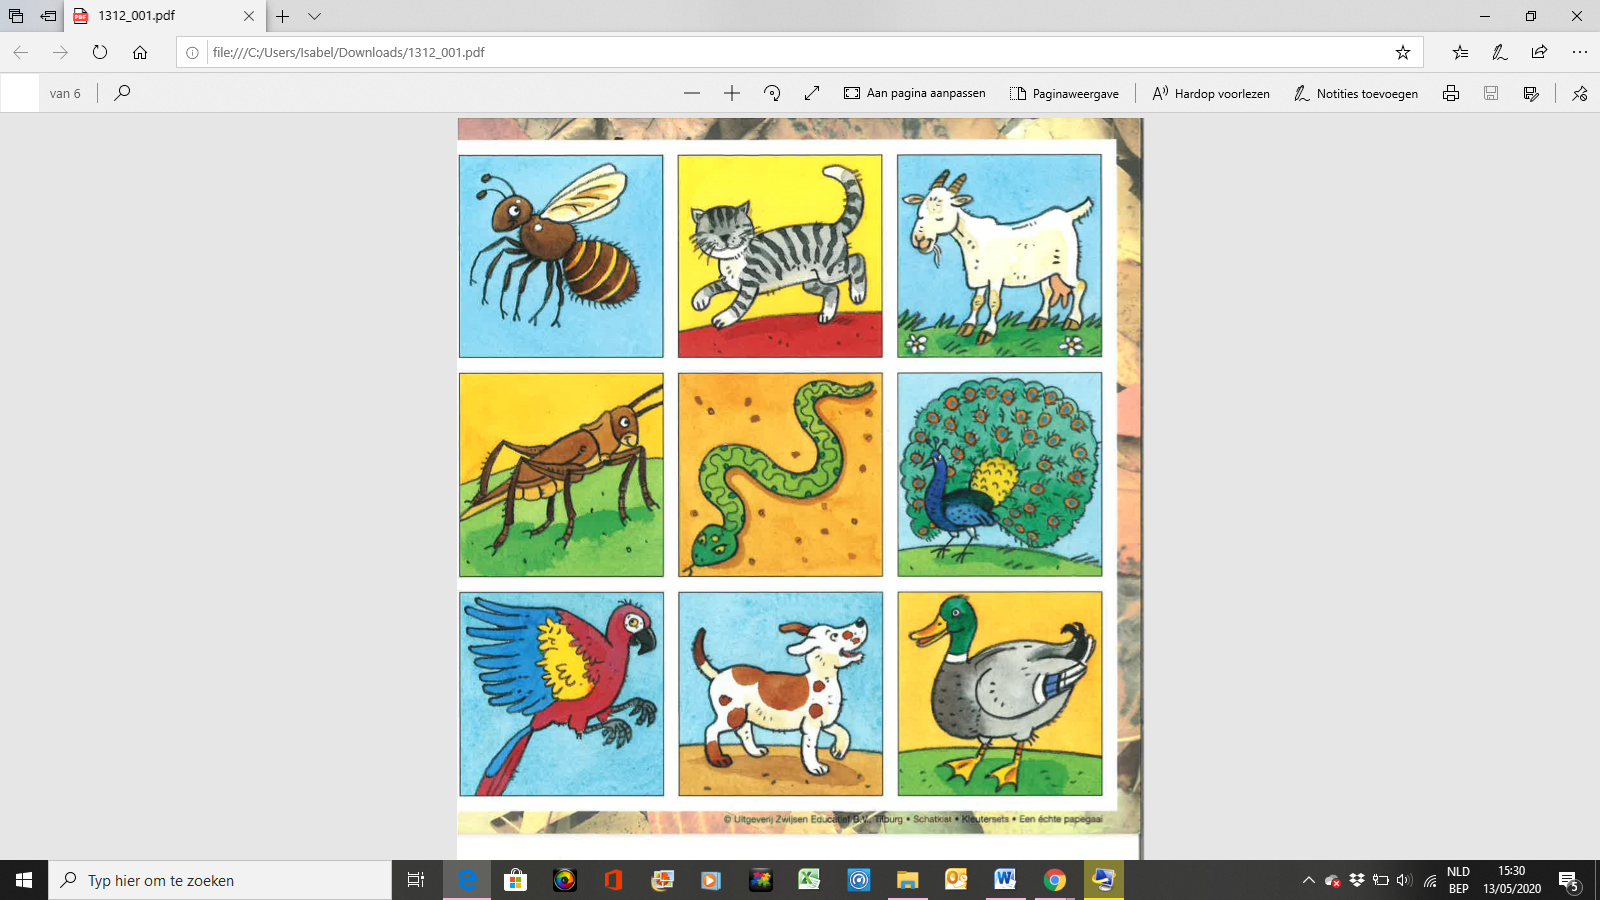 1312_001.pdf
file:///C:/Users/Isabel/Downloads/1312_001.pdf
van 6
Aan pagina aanpassen
Paginaweergave
Hardop voorlezen
Notities toevoegen
© Uitgeverij Zwijsen Educatief B.V., Tilburg • Schatkist • Kleutersets • Een échte papegaai
Typ hier om te zoeken
NLD
BEP
15:30
13/05/2020
5